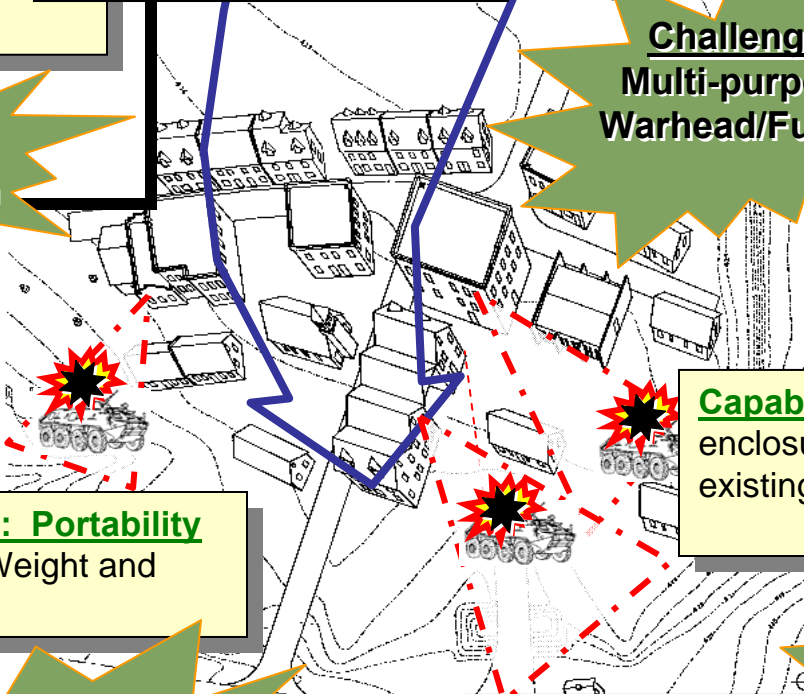 Challeng
Multi-purp
Warhead/Fu
Capab
enclosu
existing
: Portability
Weight and